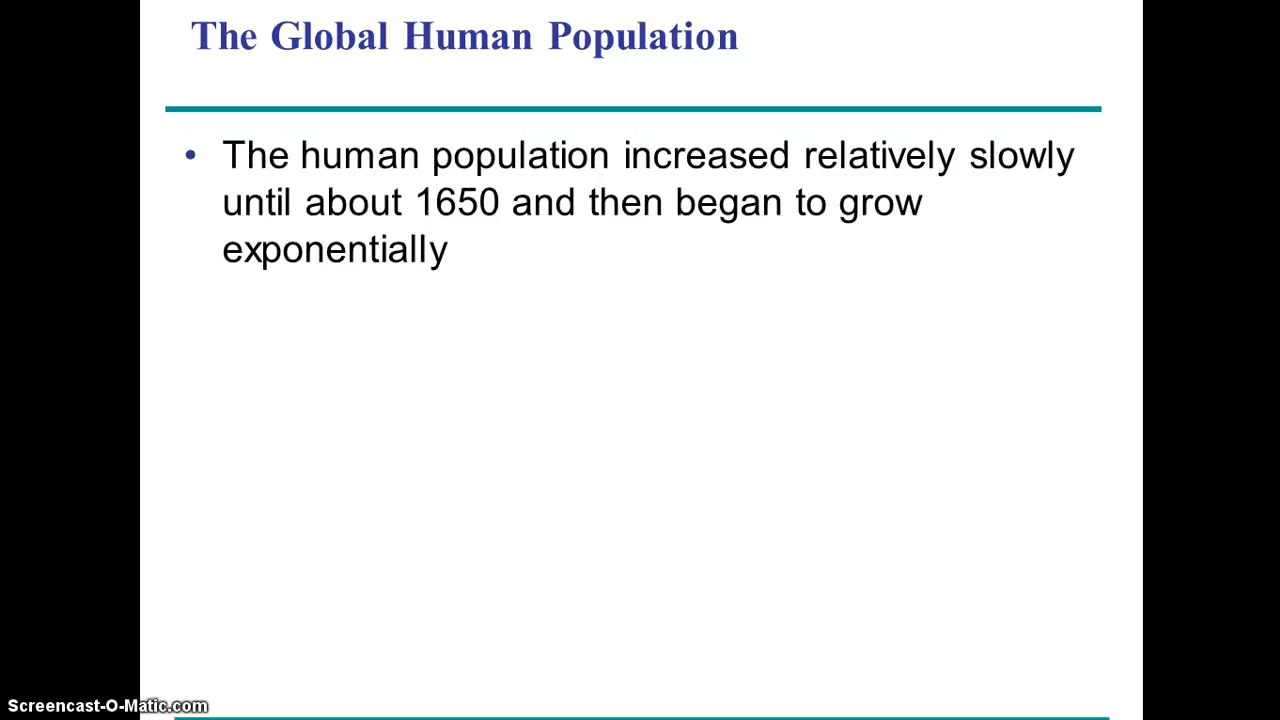 The Global Human Population
• The human population increased relatively slowly
until about 1650 and then began to grow
exponentially
Screencast-O-Matic.com